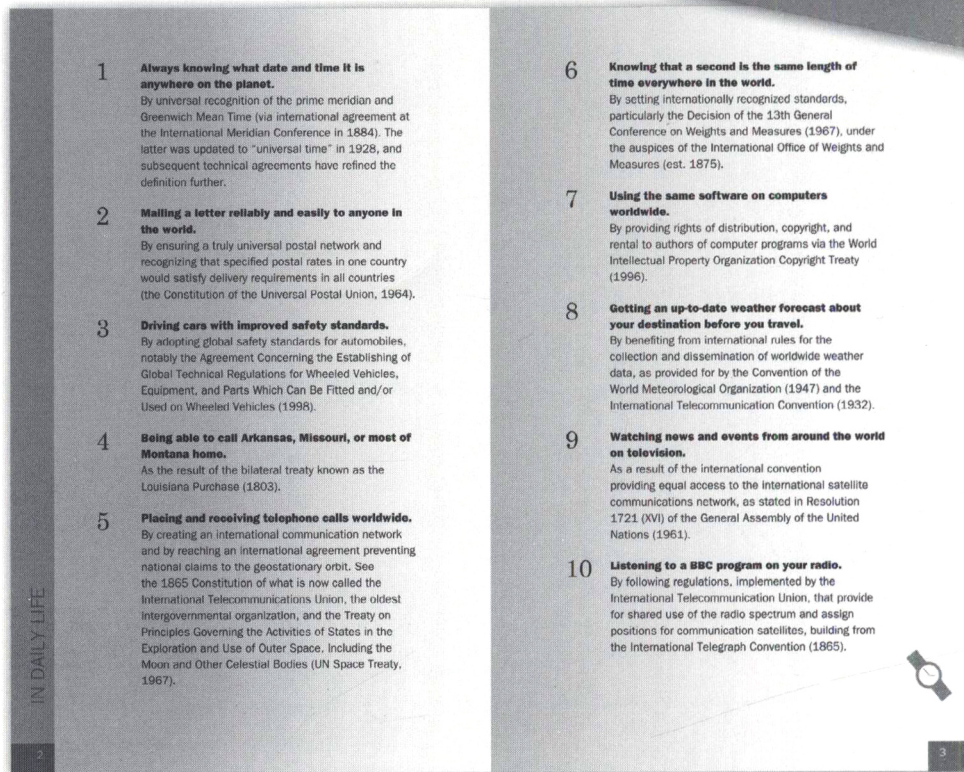 1
Always knowing what date and time it is
anywhere on the planet.
By universal recognition of the prime meridian and
Greenwich Mean Time (via international agreement at
the International Meridian Conference in 1884). The
latter was updated to "universal time" in 1928, and
subsequent technical agreements have refined the
definition further.
2
Mailing a letter reliably and easily to anyone in
the world.
By ensuring a truly universal postal network and
recognizing that specified postal rates in one country
would satisfy delivery requirements in all countries
(the Constitution of the Universal Postal Union, 1964).
3
Driving cars with improved safety standards.
By adopting global safety standards for automobiles,
notably the Agreement Concerning the Establishing of
Global Technical Regulations for Wheeled Vehicles,
Equipment, and Parts Which Can Be Fitted and/or
Used on Wheeled Vehicles (1998).
4
Being able to call Arkansas, Missouri, or most of
Montana home.
As the result of the bilateral treaty known as the
Louisiana Purchase (1803).
5
Placing and receiving telephone calls worldwide.
By creating an international communication network
and by reaching an international agreement preventing
national claims to the geostationary orbit. See
the 1865 Constitution of what is now called the
International Telecommunications Union, the oldest
intergovernmental organization, and the Treaty on
Principles Governing the Activities of States in the
Exploration and Use of Outer Space, Including the
Moon and Other Celestial Bodies (UN Space Treaty,
1967).
IN DAILY LIFE
2
6
Knowing that a second is the same length of
time everywhere in the world.
By setting internationally recognized standards,
particularly the Decision of the 13th General
Conference on Weights and Measures (1967), under
the auspices of the International Office of Weights and
Measures (est. 1875).
7
Using the same software on computers
worldwide.
By providing rights of distribution, copyright, and
rental to authors of computer programs via the World
Intellectual Property Organization Copyright Treaty
(1996).
8
Getting an up-to-date weather forecast about
your destination before you travel.
By benefiting from international rules for the
collection and dissemination of worldwide weather
data, as provided for by the Convention of the
World Meteorological Organization (1947) and the
International Telecommunication Convention (1932).
9
Watching news and events from around the world
on television.
As a result of the international convention
providing equal access to the international satellite
communications network, as stated in Resolution
1721 (XVI) of the General Assembly of the United
Nations (1961).
10
Listening to a BBC program on your radio.
By following regulations, implemented by the
International Telecommunication Union, that provide
for shared use of the radio spectrum and assign
positions for communication satellites, building from
the International Telegraph Convention (1865).
3